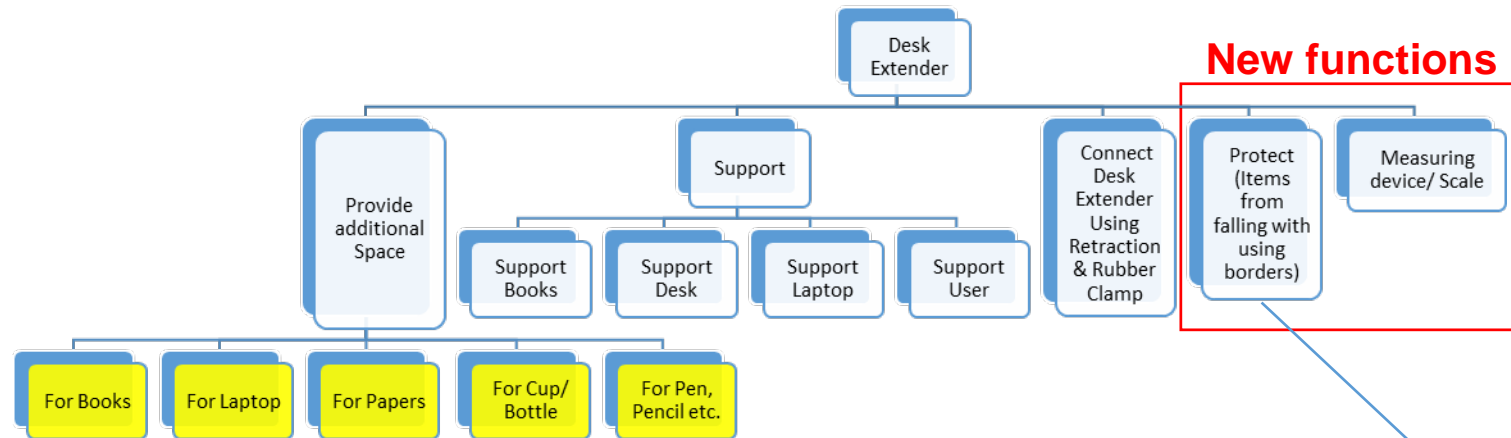 Desk
Extender
New functions
Provide
additional
Space
Support
Connect
Desk
Extender
Using
Retraction
& Rubber
Clamp
Protect
(Items
from
falling with
using
borders)
Measuring
device/ Scale
Support
Books
Support
Desk
Support
Laptop
Support
User
For Books
For Laptop
For Papers
For Cup/
Bottle
For Pen,
Pencil etc.